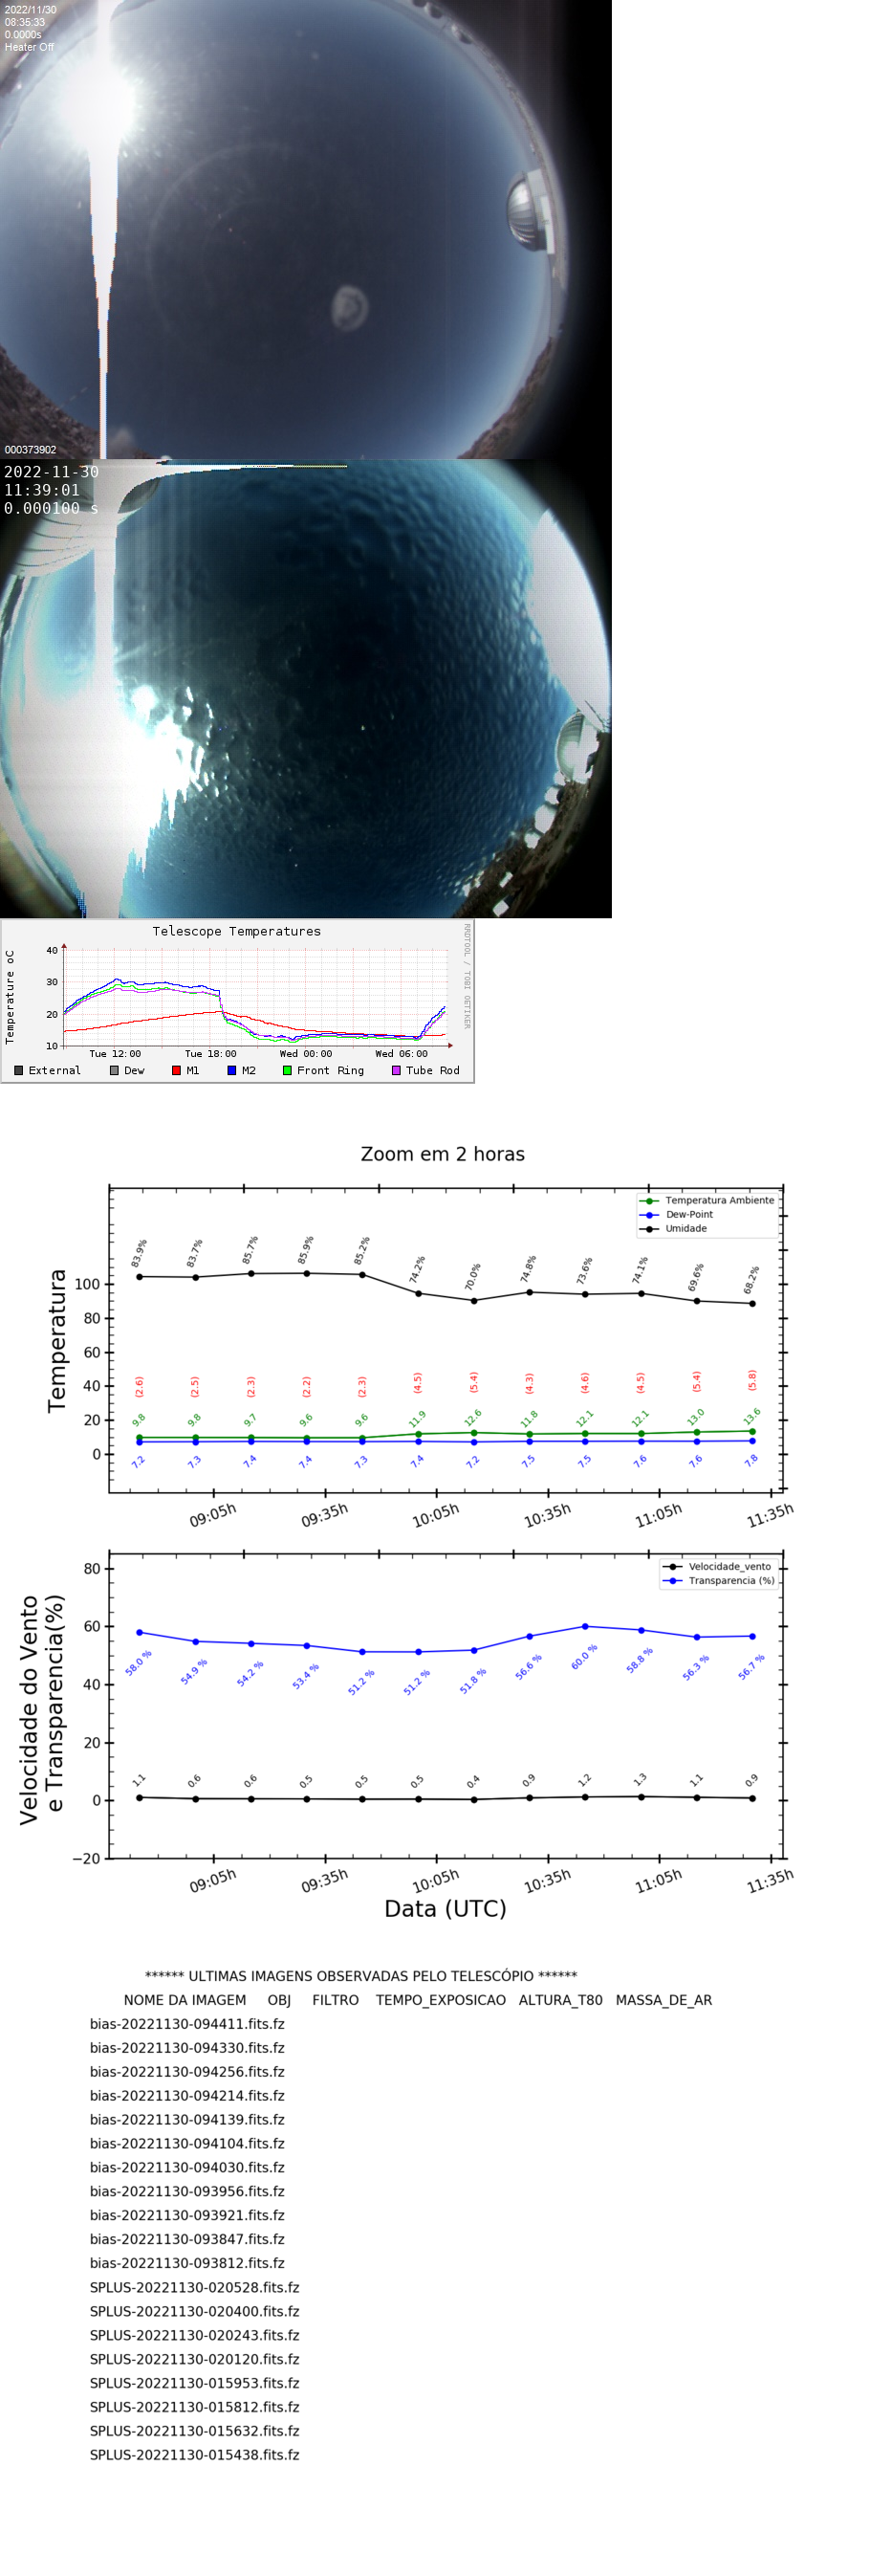 2022/11/30
08:35:33
0.0000s
Heater Off
000373902
2022-11-30
11:39:01
0.000100 s
Telescope Temperatures
RRDTOOL / TOBI OETIKER
Temperature oC
40
30
20
10
Tue 12:00 Tue 18:00 Wed 00:00 Wed 06:00
External Dew M1 M2 Front Ring Tube Rod
Zoom em 2 horas
Temperatura Ambiente
Dew-Point
Umidade
Temperatura
100
80
60
40
20
0
83.9% 83.7% 85.7% 85.9% 85.2% 74.2% 70.0% 74.8% 73.6% 74.1% 69.6% 68.2%
(2.6) (2.5) (2.3) (2.2) (2.3) (4.5) (5.4) (4.3) (4.6) (4.5) (5.4) (5.8)
9.8 9.8 9.7 9.6 9.6 11.9 12.6 11.8 12.1 12.1 13.0 13.6
7.2 7.3 7.4 7.4 7.3 7.4 7.2 7.5 7.5 7.6 7.6 7.8
09:05h 09:35h 10:05h 10:35h 11:05h 11:35h
Velocidade_vento
Transparencia (%)
Velocidade do Vento
e Transparencia(%)
80
60
40
20
0
−20
58.0 % 54.9 % 54.2 % 53.4 % 51.2 % 51.2 % 51.8 % 56.6 % 60.0 % 58.8 % 56.3 % 56.7 %
1.1 0.6 0.6 0.5 0.5 0.5 0.4 0.9 1.2 1.3 1.1 0.9
09:05h 09:35h 10:05h 10:35h 11:05h 11:35h
Data (UTC)
****** ULTIMAS IMAGENS OBSERVADAS PELO TELESCÓPIO ******
NOME DA IMAGEM OBJ FILTRO TEMPO_EXPOSICAO ALTURA_T80 MASSA_DE_AR
bias-20221130-094411.fits.fz
bias-20221130-094330.fits.fz
bias-20221130-094256.fits.fz
bias-20221130-094214.fits.fz
bias-20221130-094139.fits.fz
bias-20221130-094104.fits.fz
bias-20221130-094030.fits.fz
bias-20221130-093956.fits.fz
bias-20221130-093921.fits.fz
bias-20221130-093847.fits.fz
bias-20221130-093812.fits.fz
SPLUS-20221130-020528.fits.fz
SPLUS-20221130-020400.fits.fz
SPLUS-20221130-020243.fits.fz
SPLUS-20221130-020120.fits.fz
SPLUS-20221130-015953.fits.fz
SPLUS-20221130-015812.fits.fz
SPLUS-20221130-015632.fits.fz
SPLUS-20221130-015438.fits.fz